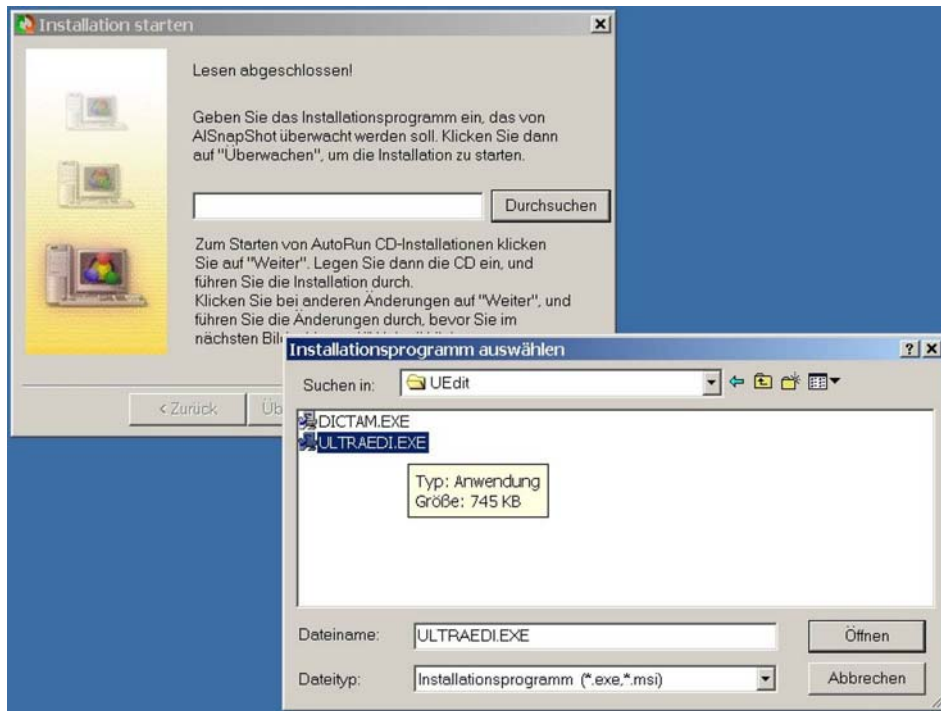 Installation starten
Lesen abgeschlossen!
Geben Sie das Installationsprogramm ein, das von
AISnapShot überwacht werden soll. Klicken Sie dann
auf "Überwachen", um die Installation zu starten.
Durchsuchen
Zum Starten von AutoRun CD-Installationen klicken
Sie auf "Weiter". Legen Sie dann die CD ein, und
führen Sie die Installation durch.
Klicken Sie bei anderen Änderungen auf "Weiter", und
führen Sie die Änderungen durch, bevor Sie im
nächsten
< Zurück
Installationsprogramm auswählen
Suchen in:
UEdit
DICTAM.EXE
ULTRAEDI.EXE
Typ: Anwendung
Größe: 745 KB
Dateiname:
ULTRAEDI.EXE
Öffnen
Dateityp:
Installationsprogramm (*.exe,*.msi)
Abbrechen